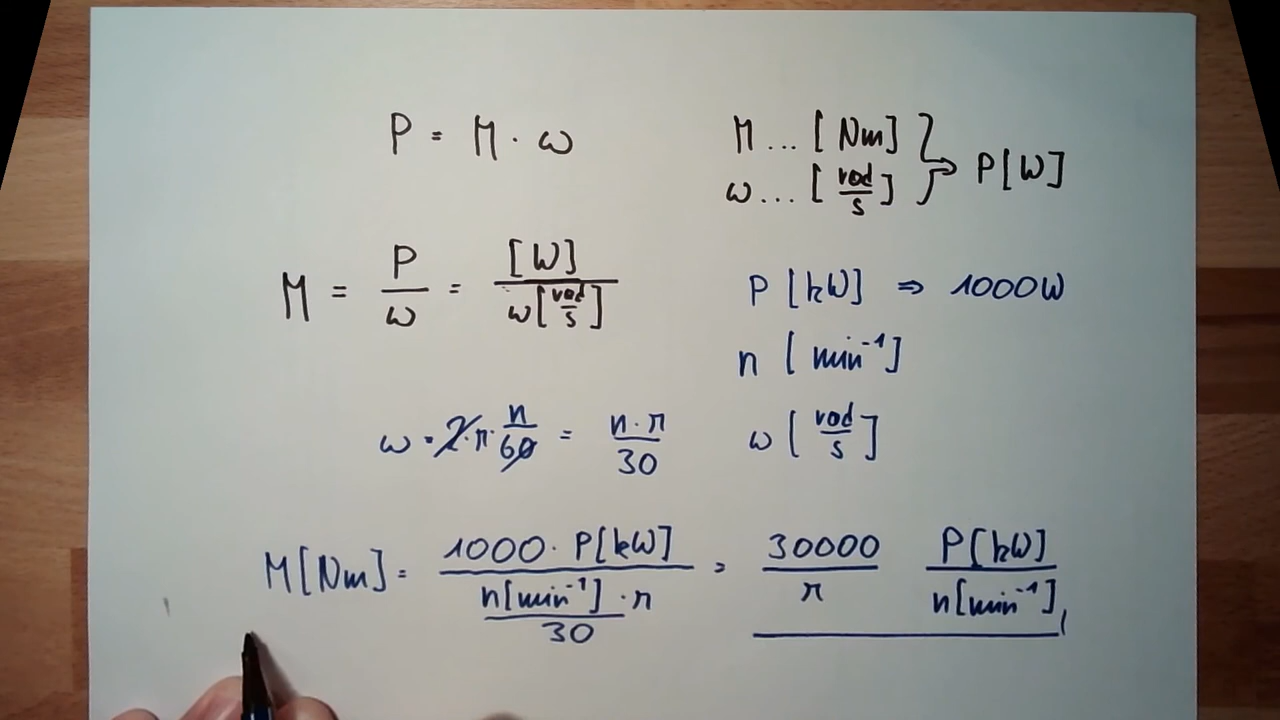 P = M · ω
M ... [Nm]
ω ... [rad/s] } ⇒ P[W]
M = P/ω = [W] / ω[rad/s]
P [kW] ⇒ 1000W
n [min⁻¹]
ω · 2·π· n/60 = n·π/30
ω [rad/s]
M[Nm] = 1000· P[kW] / (n[min⁻¹]·π / 30) = 30000/π P[kW]/n[min⁻¹]